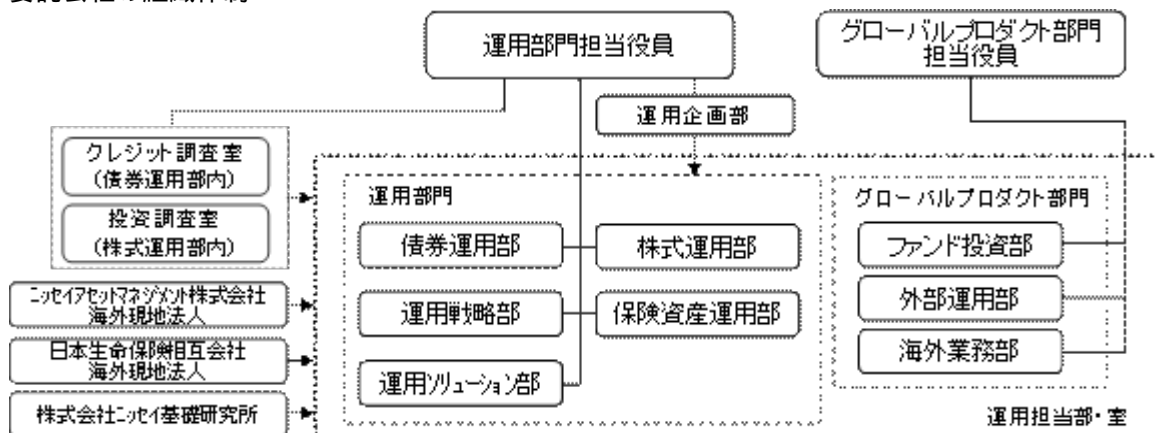 運用部門担当役員
グローバルプロダクト部門
担当役員
運用企画部
クレジット調査室
(債券運用部内)
投資調査室
(株式運用部内)
運用部門
グローバルプロダクト部門
債券運用部
株式運用部
ファンド投資部
ニッセイアセットマネジメント株式会社
海外現地法人
運用戦略部
保険資産運用部
外部運用部
日本生命保険相互会社
海外現地法人
運用ソリューション部
海外業務部
株式会社ニッセイ基礎研究所
運用担当部・室